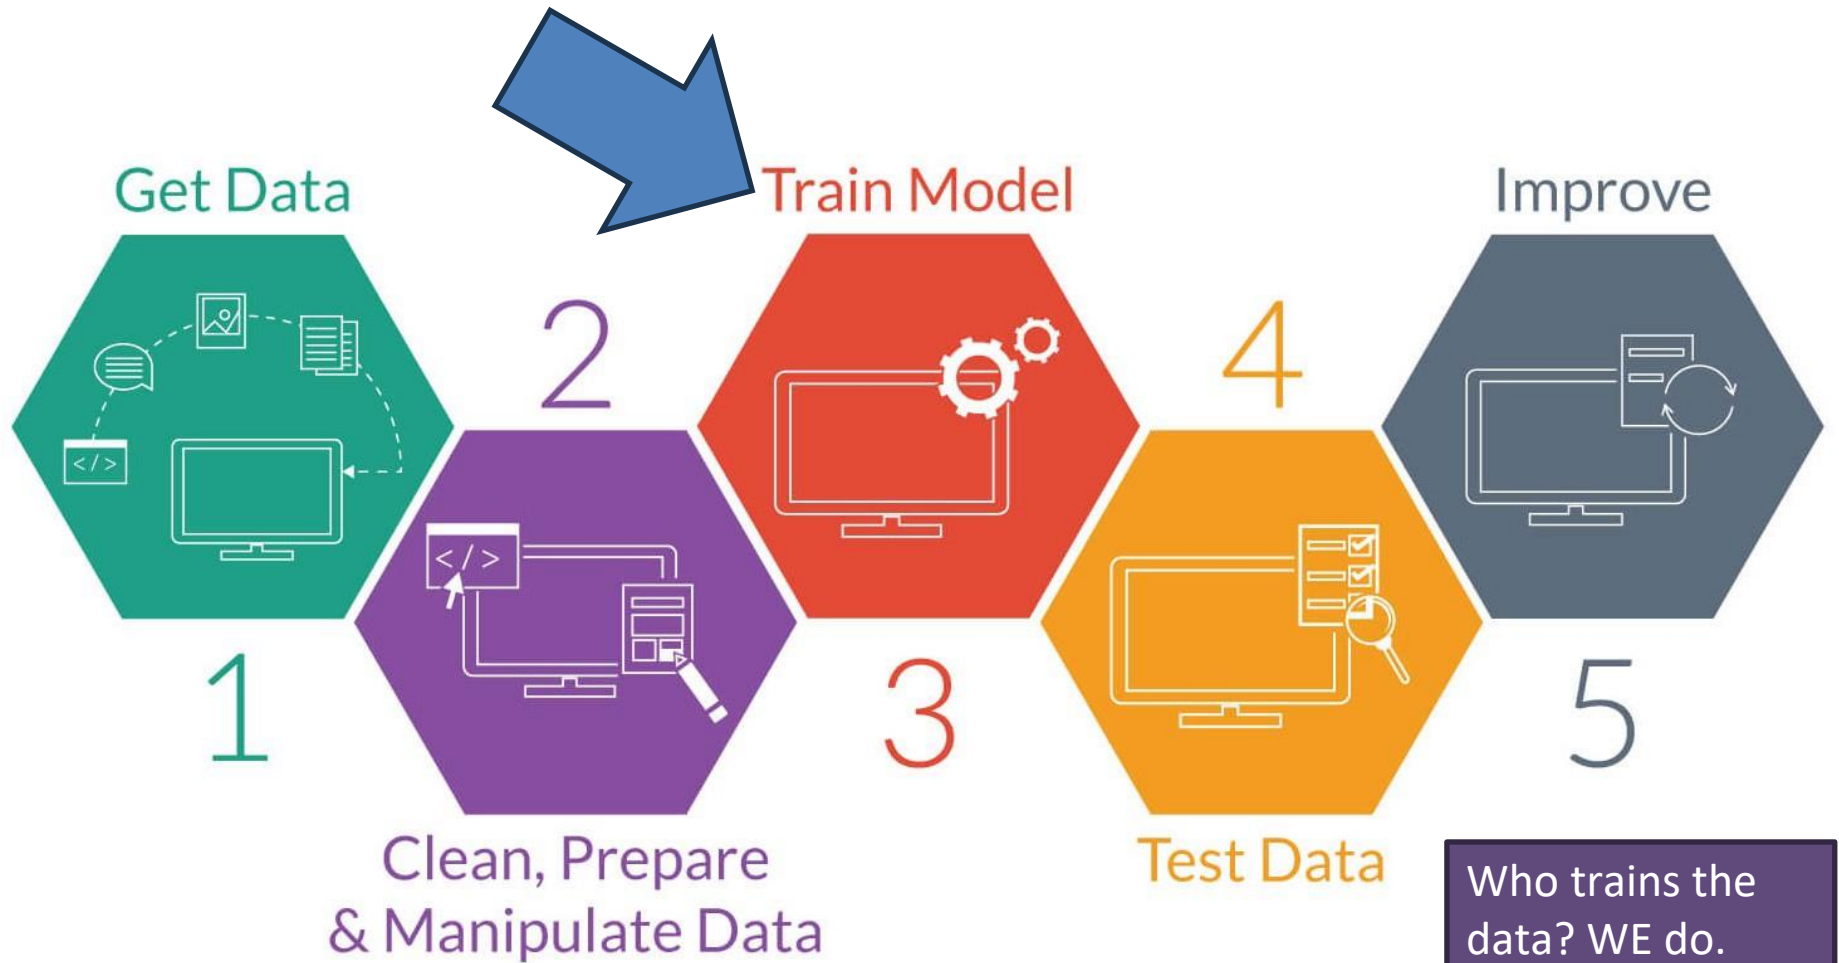 Get Data
1
</>
2
</>
Clean, Prepare
& Manipulate Data
Train Model
3
4
Test Data
Improve
5
Who trains the
data? WE do.